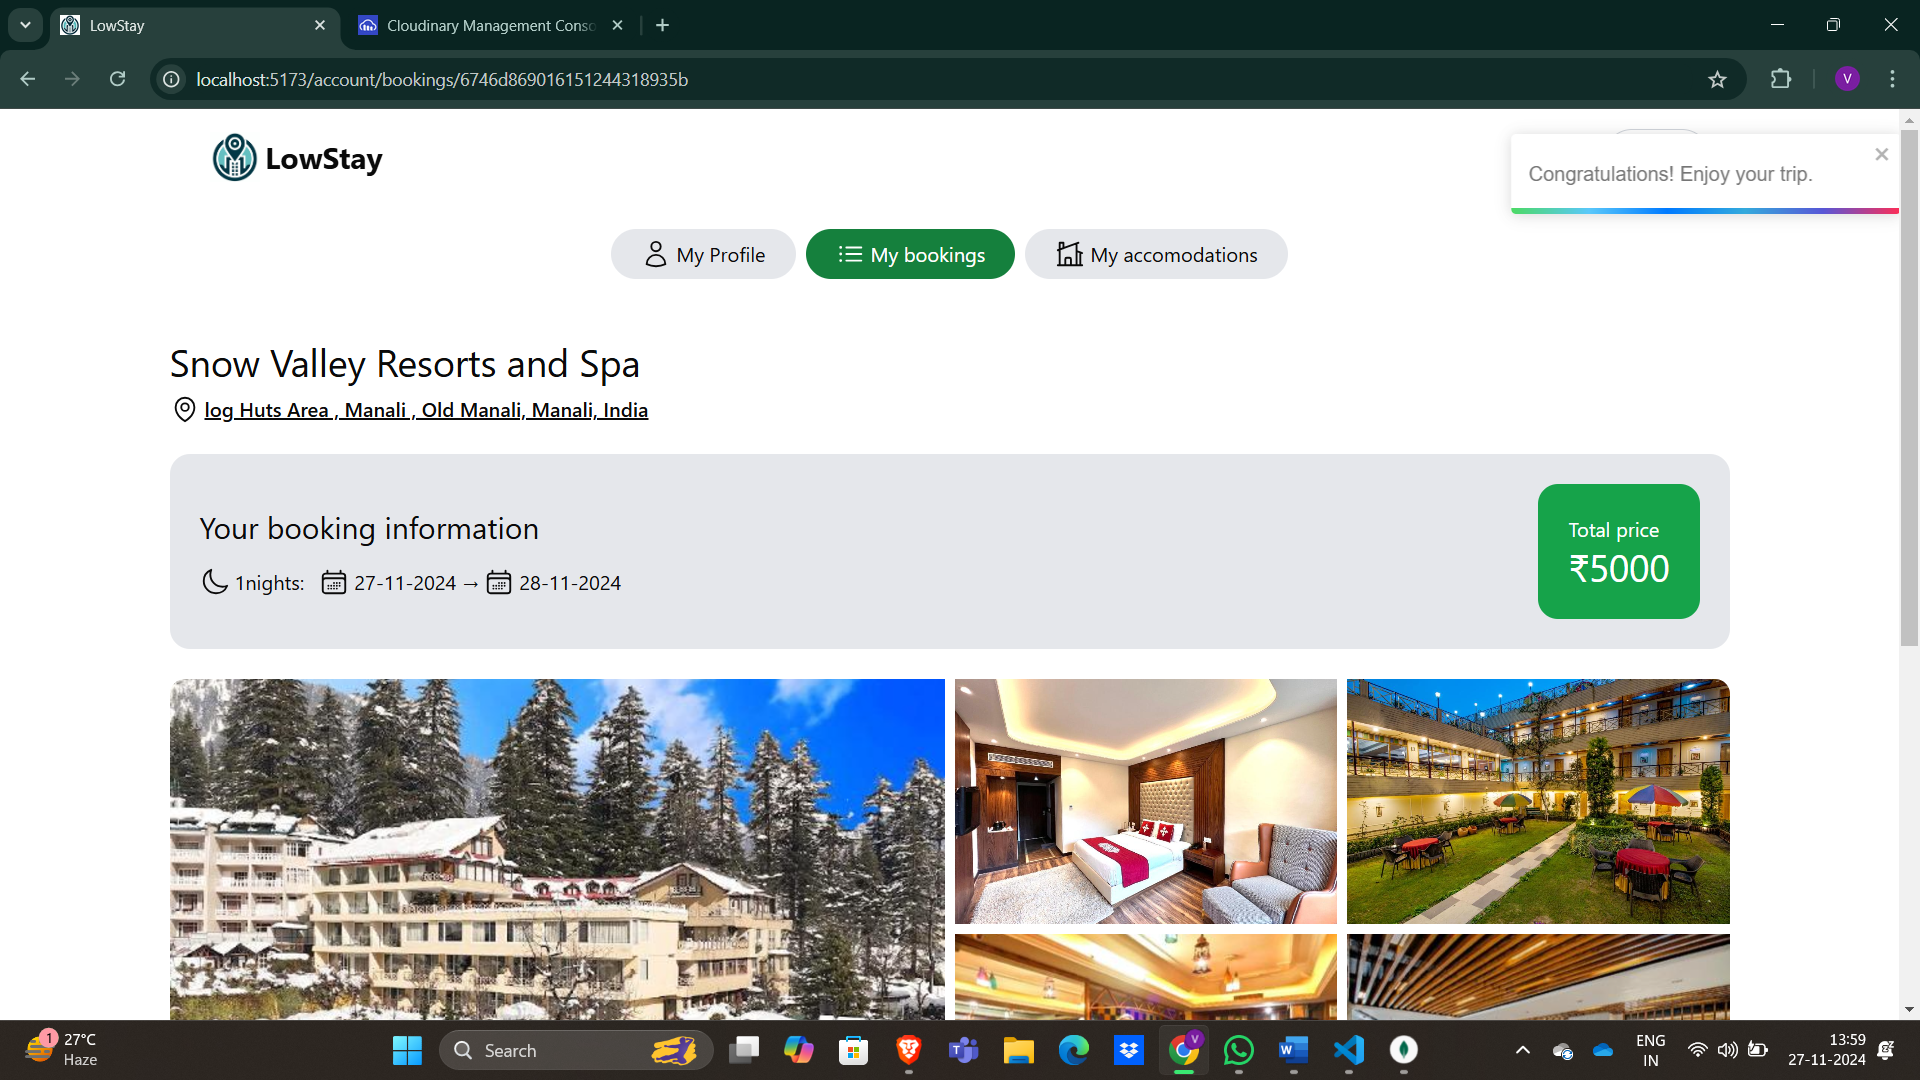 LowStay
Cloudinary Management Conso
localhost:5173/account/bookings/6746d869016151244318935b
V
LowStay
Congratulations! Enjoy your trip.
My Profile
My bookings
My accomodations
Snow Valley Resorts and Spa
log Huts Area , Manali , Old Manali, Manali, India
Your booking information
1nights: 27-11-2024 → 28-11-2024
Total price
₹5000
1
27°C
Haze
Search
V
ENG
IN
13:59
27-11-2024